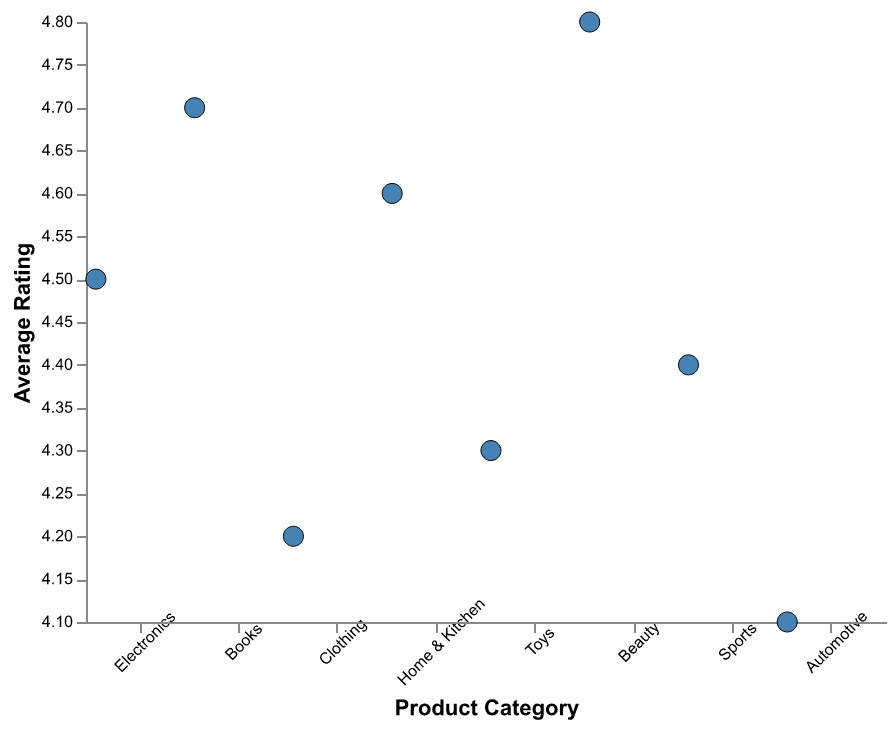 4.80
4.75
4.70
4.65
4.60
4.55
4.50
4.45
4.40
4.35
4.30
4.25
4.20
4.15
4.10
Average Rating
Electronics
Books
Clothing
Home & Kitchen
Toys
Beauty
Sports
Automotive
Product Category